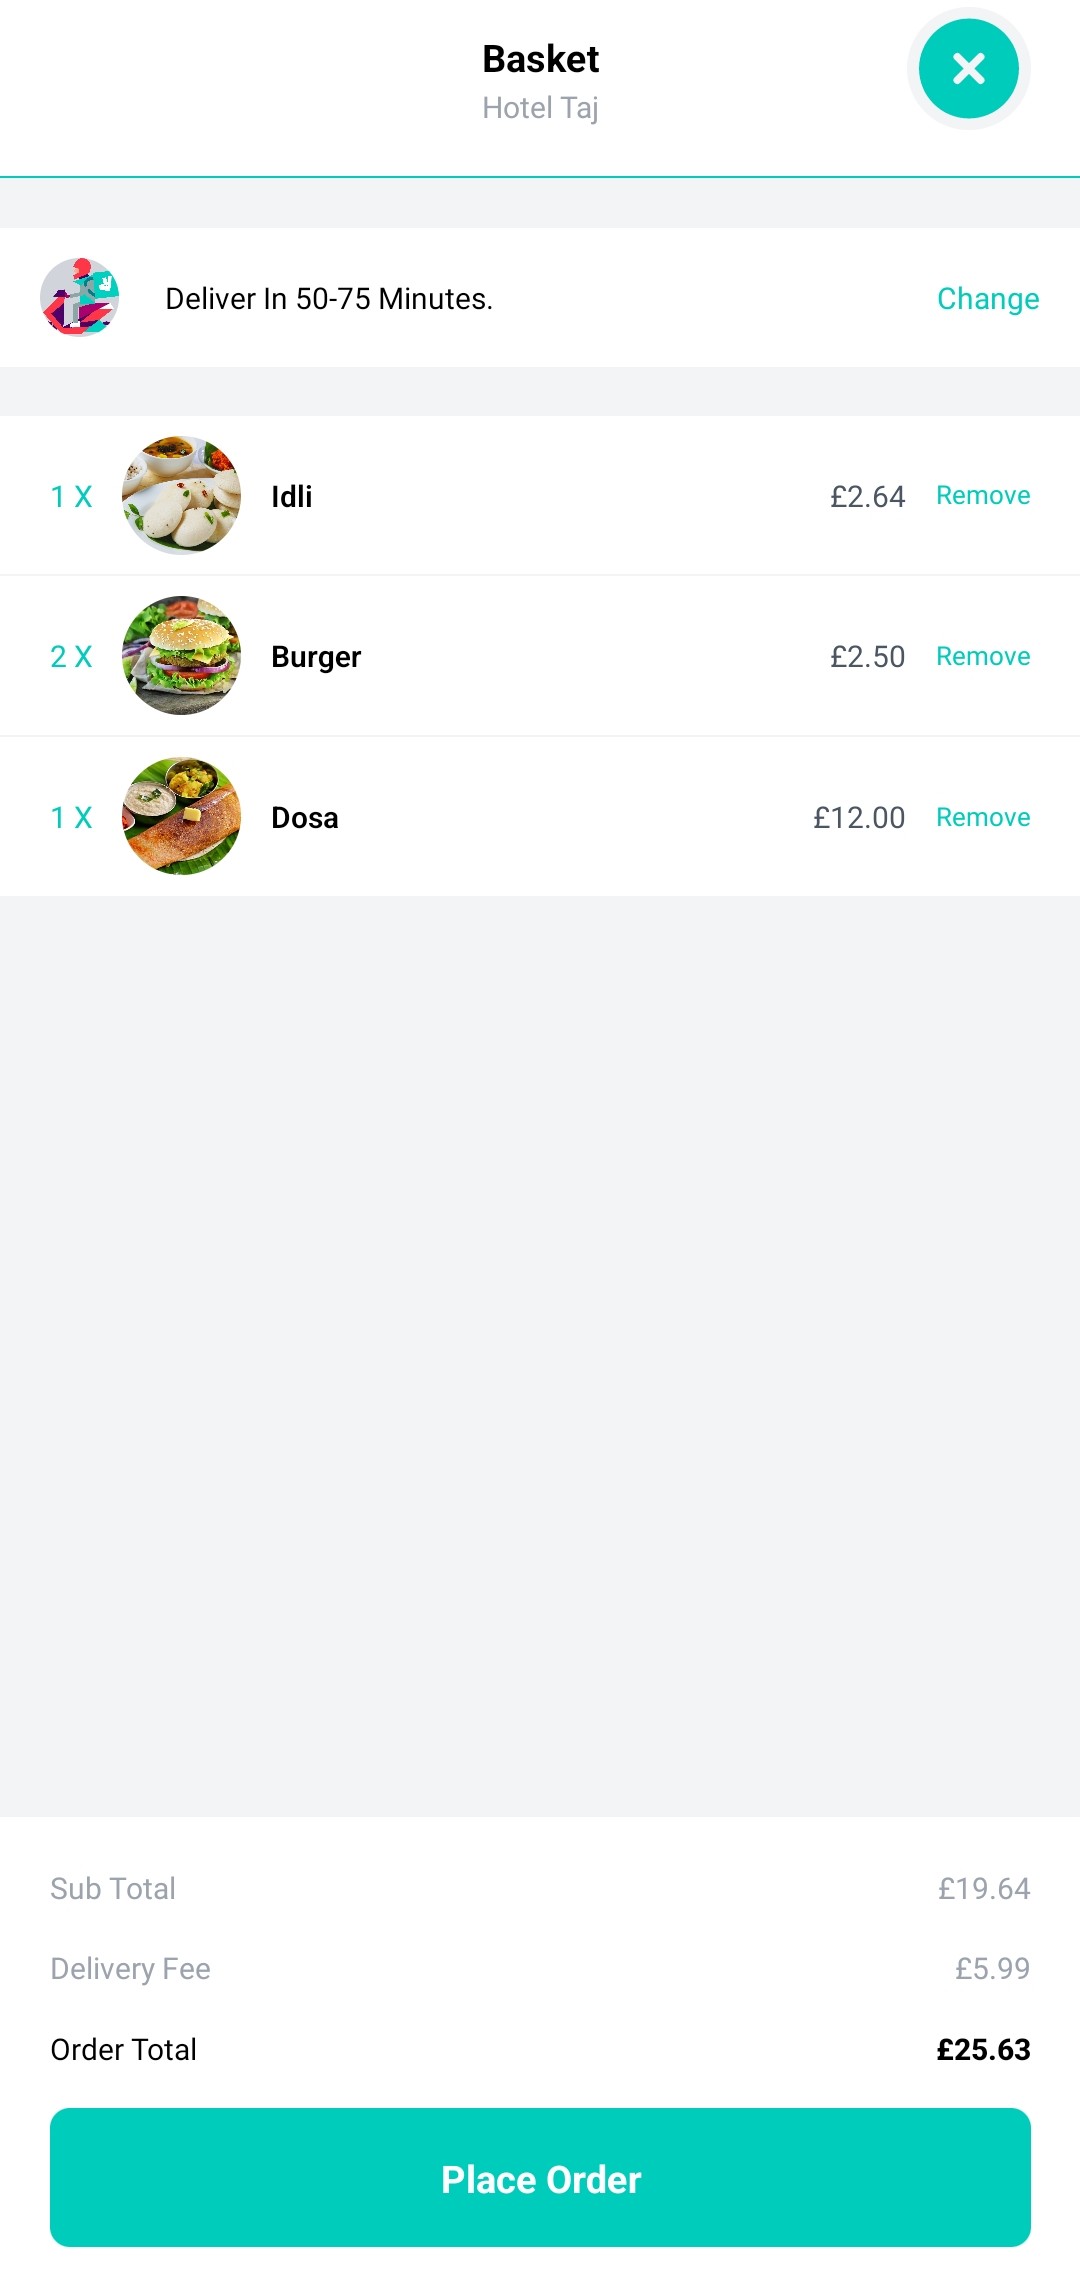 Basket
Hotel Taj
Deliver In 50-75 Minutes. Change
1 X Idli £2.64 Remove
2 X Burger £2.50 Remove
1 X Dosa £12.00 Remove
Sub Total £19.64
Delivery Fee £5.99
Order Total £25.63
Place Order